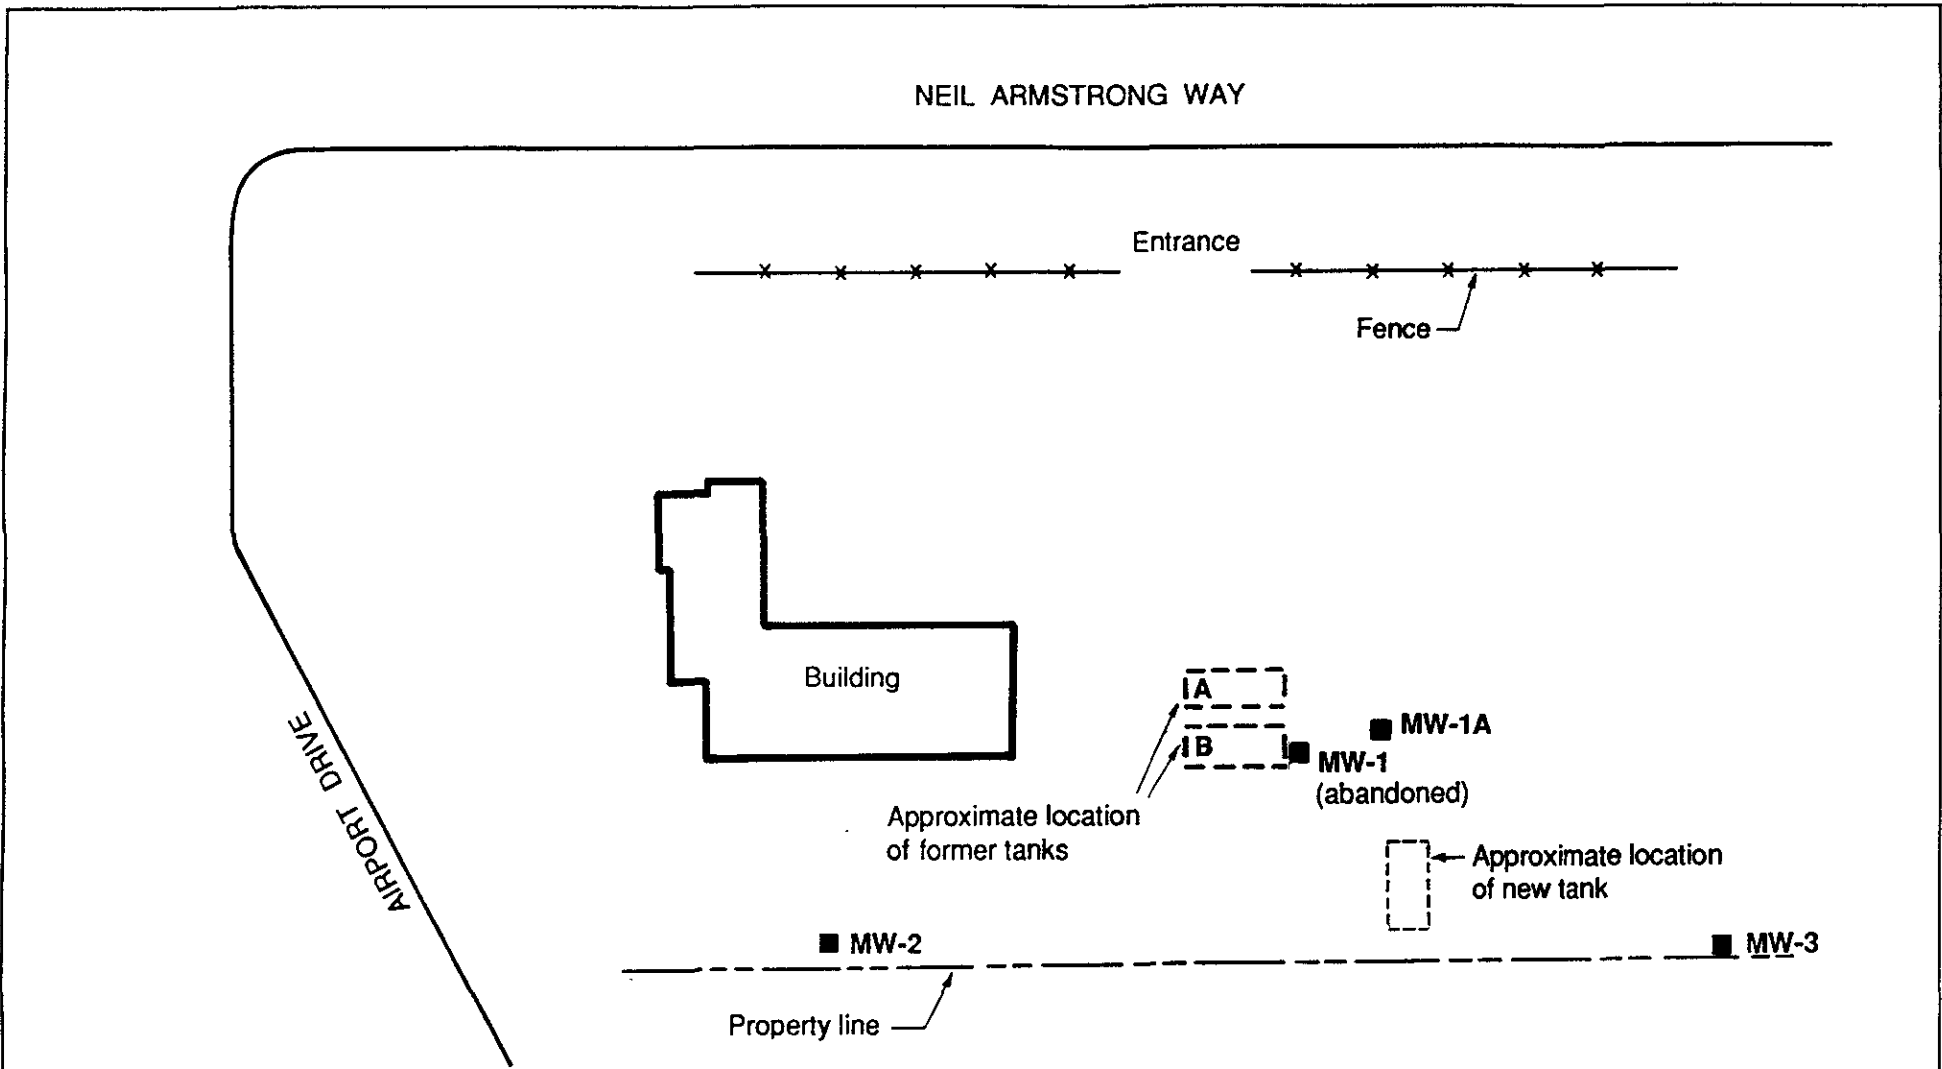 NEIL ARMSTRONG WAY
Entrance
Fence
Building
A
B
MW-1A
MW-1
(abandoned)
Approximate location
of former tanks
Approximate location
of new tank
AIRPORT DRIVE
MW-2
MW-3
Property line